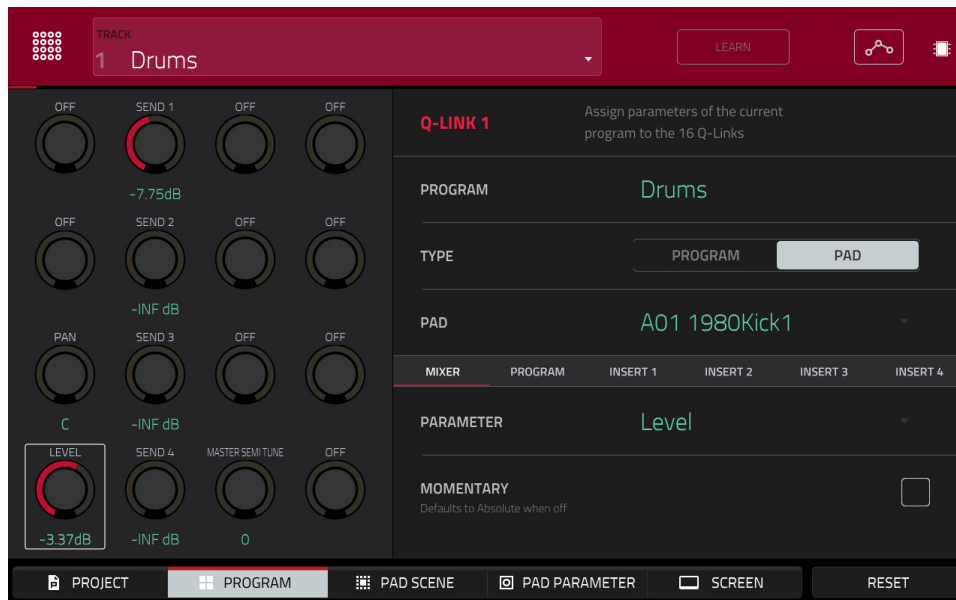 TRACK
1 Drums
LEARN
OFF SEND 1 OFF OFF
-7.75dB
OFF SEND 2 OFF OFF
-INF dB
PAN SEND 3 OFF OFF
C -INF dB
LEVEL SEND 4 MASTER SEMI TUNE OFF
-3.37dB -INF dB 0
Q-LINK 1
Assign parameters of the current
program to the 16 Q-Links
PROGRAM Drums
TYPE PROGRAM PAD
PAD A01 1980Kick1
MIXER PROGRAM INSERT 1 INSERT 2 INSERT 3 INSERT 4
PARAMETER Level
MOMENTARY
Defaults to Absolute when off
PROJECT PROGRAM PAD SCENE PAD PARAMETER SCREEN RESET